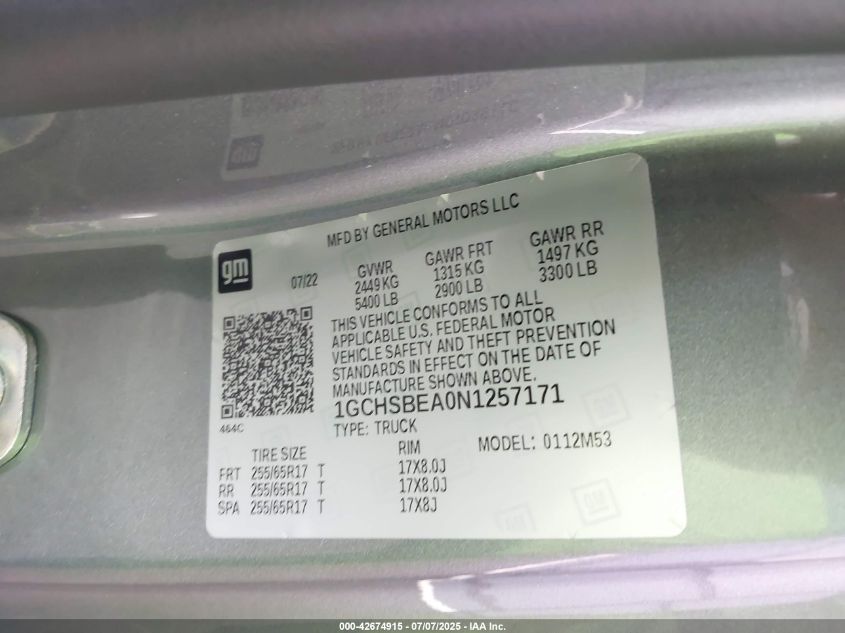 MFD BY GENERAL MOTORS LLC
gm
07/22
GVWR
2449 KG
5400 LB
GAWR FRT
1315 KG
2900 LB
GAWR RR
1497 KG
3300 LB
THIS VEHICLE CONFORMS TO ALL
APPLICABLE U.S. FEDERAL MOTOR
VEHICLE SAFETY AND THEFT PREVENTION
STANDARDS IN EFFECT ON THE DATE OF
MANUFACTURE SHOWN ABOVE.
1GCHSBEA0N1257171
464C
TYPE: TRUCK
MODEL: 0112M53
TIRE SIZE RIM
FRT 255/65R17 T 17X8.0J
RR 255/65R17 T 17X8.0J
SPA 255/65R17 T 17X8J
000-42674915 - 07/07/2025 - IAA Inc.